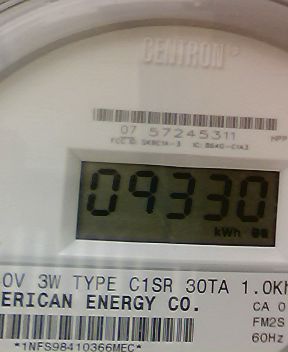 CENTRON
07 57245311
09330
kWh
0V 3W TYPE C1SR 30TA 1.0Kh
ERICAN ENERGY CO.
CA 0
FM2S
60Hz
*1NFS98410366MEC*